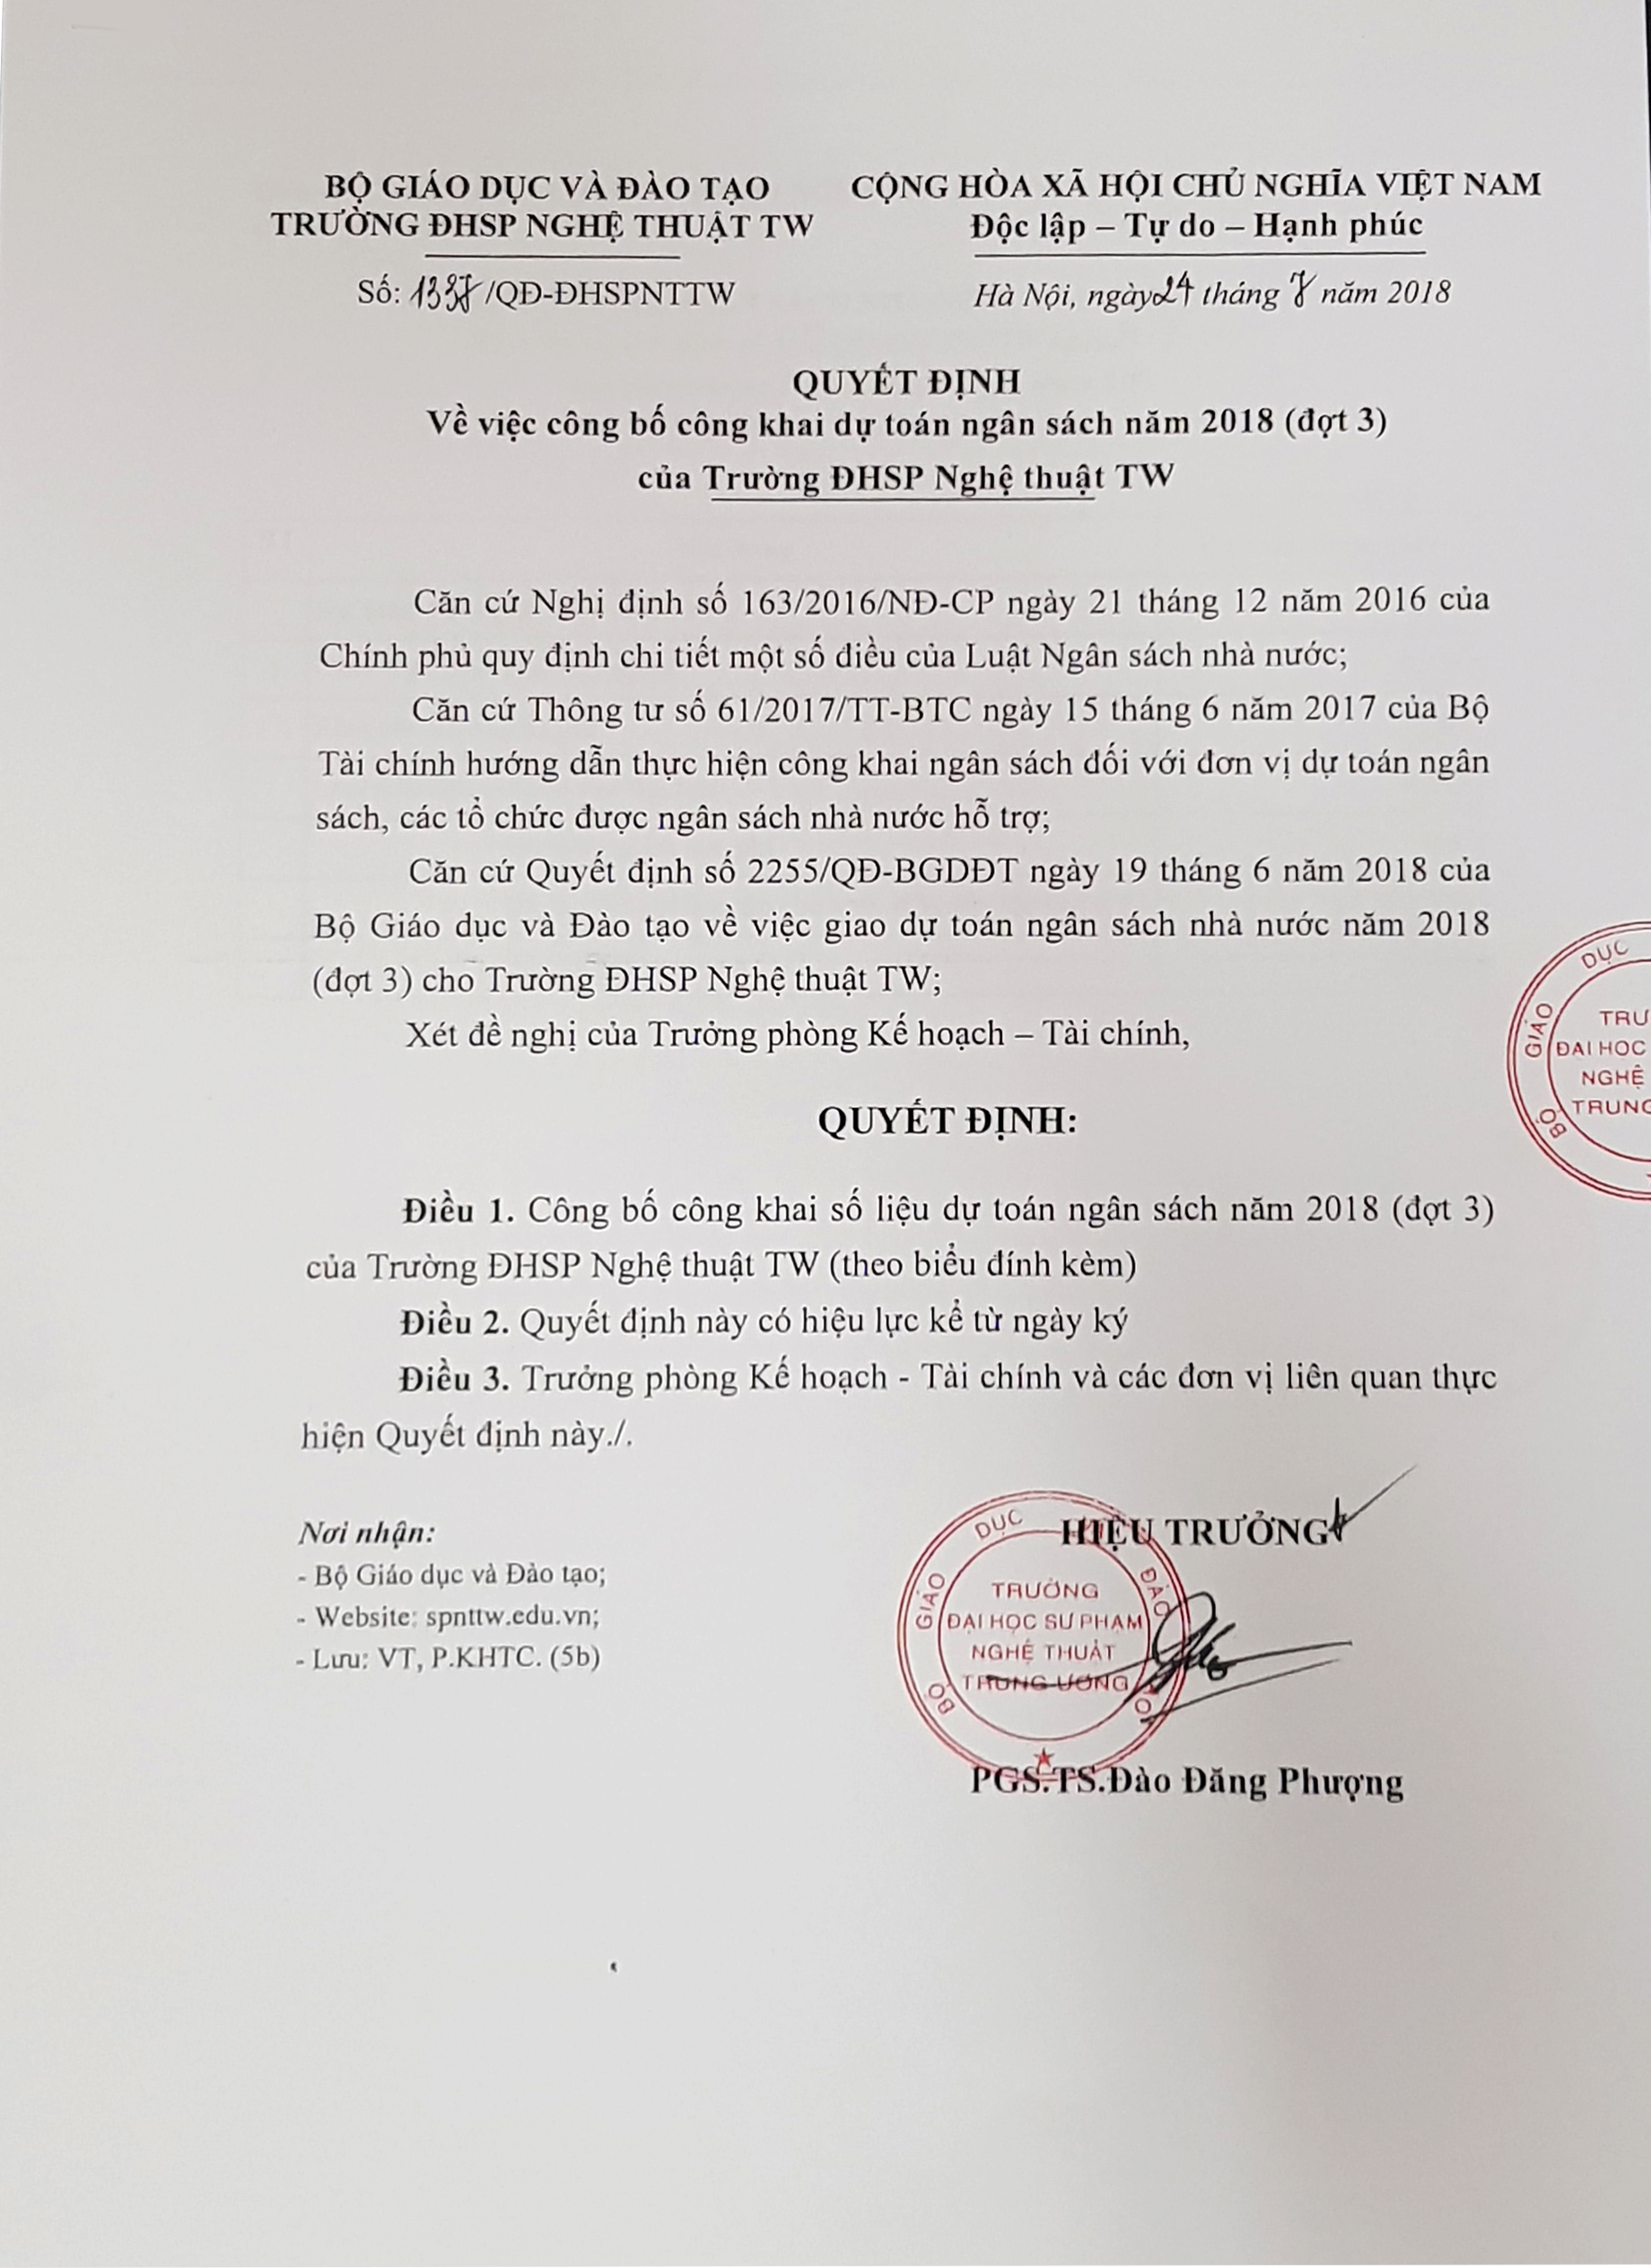 BỘ GIÁO DỤC VÀ ĐÀO TẠO
TRƯỜNG ĐHSP NGHỆ THUẬT TW
CỘNG HÒA XÃ HỘI CHỦ NGHĨA VIỆT NAM
Độc lập – Tự do – Hạnh phúc
Số: /QĐ-ĐHSPNTTW
Hà Nội, ngày 24 tháng 7 năm 2018
QUYẾT ĐỊNH
Về việc công bố công khai dự toán ngân sách năm 2018 (đợt 3)
của Trường ĐHSP Nghệ thuật TW
Căn cứ Nghị định số 163/2016/NĐ-CP ngày 21 tháng 12 năm 2016 của
Chính phủ quy định chi tiết một số điều của Luật Ngân sách nhà nước;
Căn cứ Thông tư số 61/2017/TT-BTC ngày 15 tháng 6 năm 2017 của Bộ
Tài chính hướng dẫn thực hiện công khai ngân sách đối với đơn vị dự toán ngân
sách, các tổ chức được ngân sách nhà nước hỗ trợ;
Căn cứ Quyết định số 2255/QĐ-BGDĐT ngày 19 tháng 6 năm 2018 của
Bộ Giáo dục và Đào tạo về việc giao dự toán ngân sách nhà nước năm 2018
(đợt 3) cho Trường ĐHSP Nghệ thuật TW;
Xét đề nghị của Trưởng phòng Kế hoạch – Tài chính,
BỘ GIÁO DỤC
TRƯ
ĐẠI HỌC
NGHỆ
TRUNG
QUYẾT ĐỊNH:
Điều 1. Công bố công khai số liệu dự toán ngân sách năm 2018 (đợt 3)
của Trường ĐHSP Nghệ thuật TW (theo biểu đính kèm)
Điều 2. Quyết định này có hiệu lực kể từ ngày ký
Điều 3. Trưởng phòng Kế hoạch - Tài chính và các đơn vị liên quan thực
hiện Quyết định này./.
Nơi nhận:
- Bộ Giáo dục và Đào tạo;
- Website: spnttw.edu.vn;
- Lưu: VT, P.KHTC. (5b)
HIỆU TRƯỞNG
BỘ GIÁO DỤC ĐÀO
TRƯỜNG
ĐẠI HỌC SƯ PHẠM
NGHỆ THUẬT
TRUNG ƯƠNG
PGS.TS.Đào Đăng Phượng